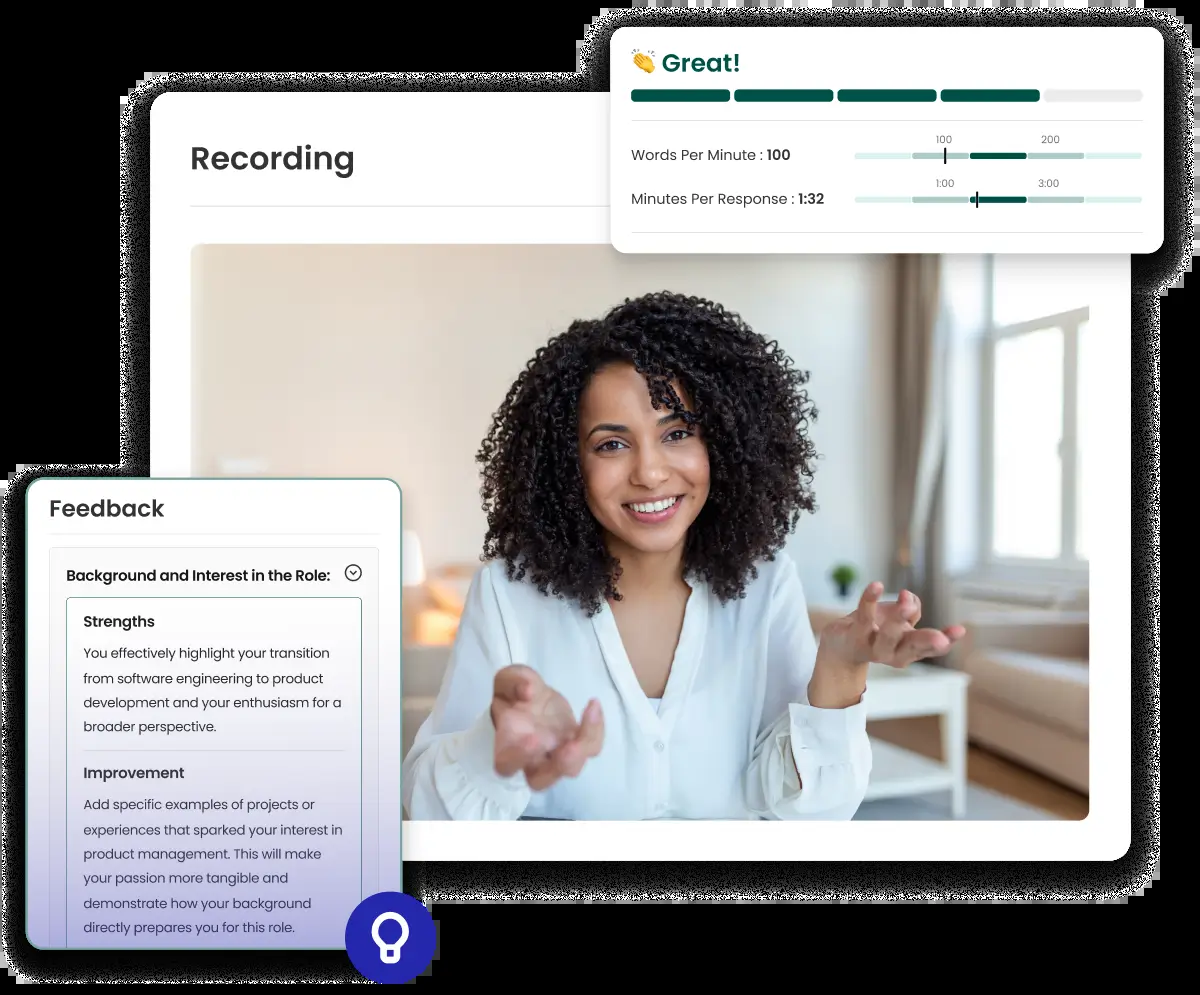 👏 Great!
100 200
Words Per Minute : 100
1:00 3:00
Minutes Per Response : 1:32
Recording
Feedback
Background and Interest in the Role:
Strengths
You effectively highlight your transition
from software engineering to product
development and your enthusiasm for a
broader perspective.
Improvement
Add specific examples of projects or
experiences that sparked your interest in
product management. This will make
your passion more tangible and
demonstrate how your background
directly prepares you for this role.